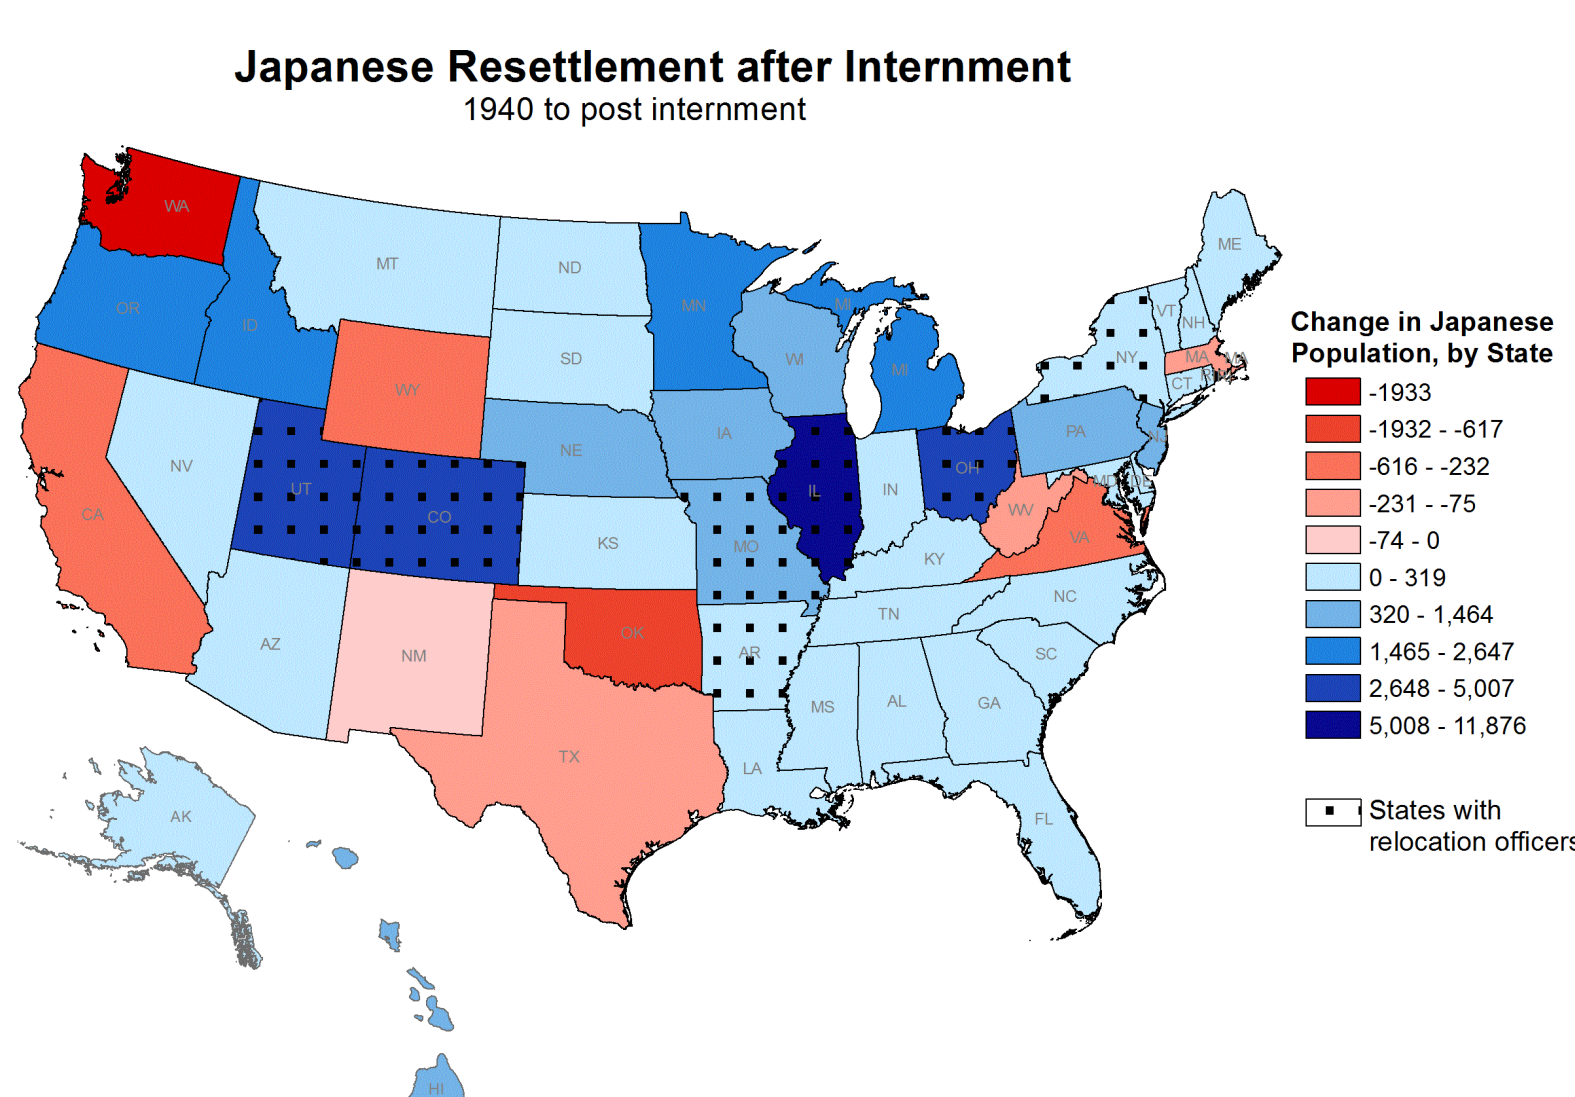 Japanese Resettlement after Internment
1940 to post internment
WA
OR
ID
MT
ND
MN
MI
ME
WY
SD
WI
MI
NY
VT
NH
MA
MA
CT
CA
NV
UT
CO
NE
IA
IL
IN
OH
PA
NJ
MD
DE
KS
MO
KY
WV
VA
AZ
NM
OK
AR
TN
NC
SC
TX
LA
MS
AL
GA
FL
AK
HI
Change in Japanese
Population, by State
-1933
-1932 - -617
-616 - -232
-231 - -75
-74 - 0
0 - 319
320 - 1,464
1,465 - 2,647
2,648 - 5,007
5,008 - 11,876
States with
relocation officers